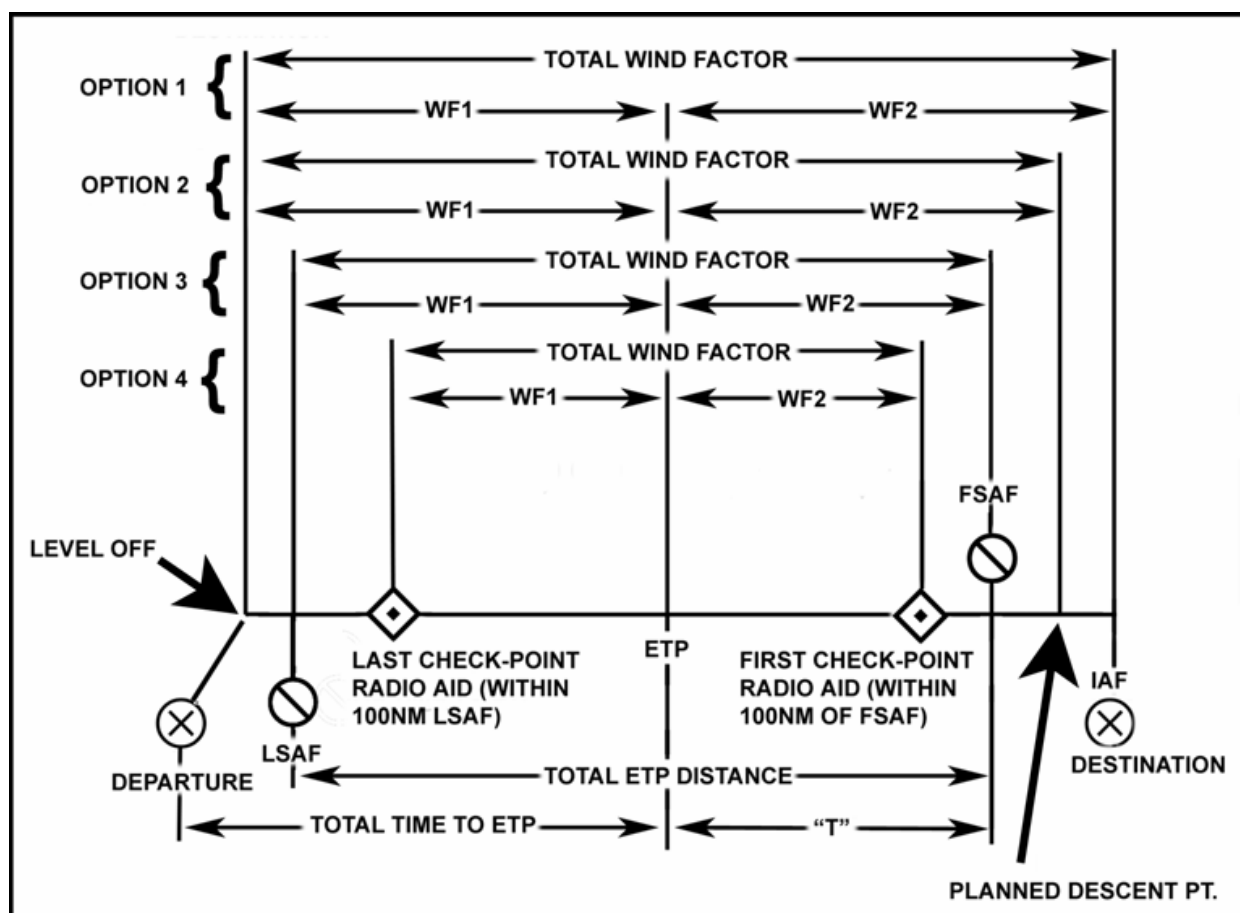 TOTAL WIND FACTOR
OPTION 1
WF1
WF2
TOTAL WIND FACTOR
OPTION 2
WF1
WF2
TOTAL WIND FACTOR
OPTION 3
WF1
WF2
TOTAL WIND FACTOR
OPTION 4
WF1
WF2
FSAF
LEVEL OFF
LAST CHECK-POINT
RADIO AID (WITHIN
100NM LSAF)
ETP
FIRST CHECK-POINT
RADIO AID (WITHIN
100NM OF FSAF)
IAF
LSAF
DEPARTURE
DESTINATION
TOTAL ETP DISTANCE
TOTAL TIME TO ETP
“T”
PLANNED DESCENT PT.